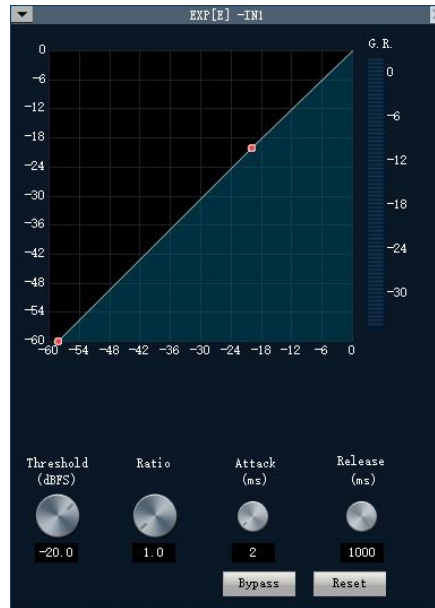 EXP[E] -IN1
G. R.
0
-6
-12
-18
-24
-30
-36
-42
-48
-54
-60
-60 -54 -48 -42 -36 -30 -24 -18 -12 -6 0
0
-6
-12
-18
-24
-30
Threshold (dBFS)
Ratio
Attack (ms)
Release (ms)
-20.0
1.0
2
1000
Bypass
Reset